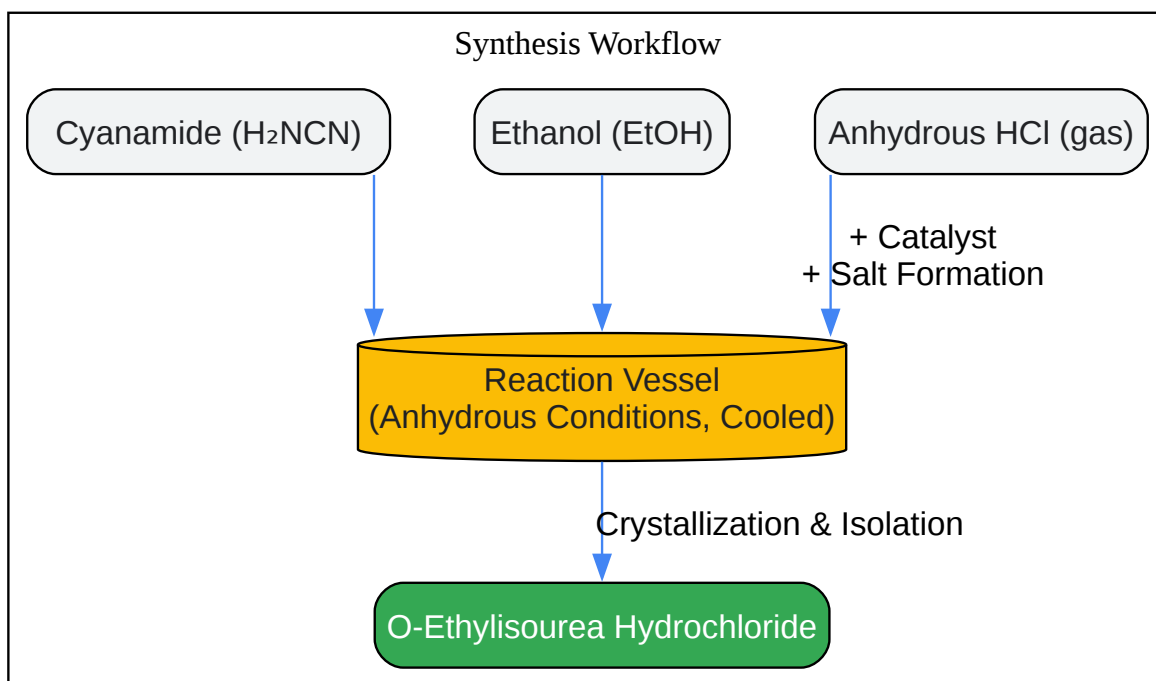 Synthesis Workflow
Cyanamide (H₂NCN)
Ethanol (EtOH)
Anhydrous HCl (gas)
+ Catalyst
+ Salt Formation
Reaction Vessel
(Anhydrous Conditions, Cooled)
Crystallization & Isolation
O-Ethylisourea Hydrochloride